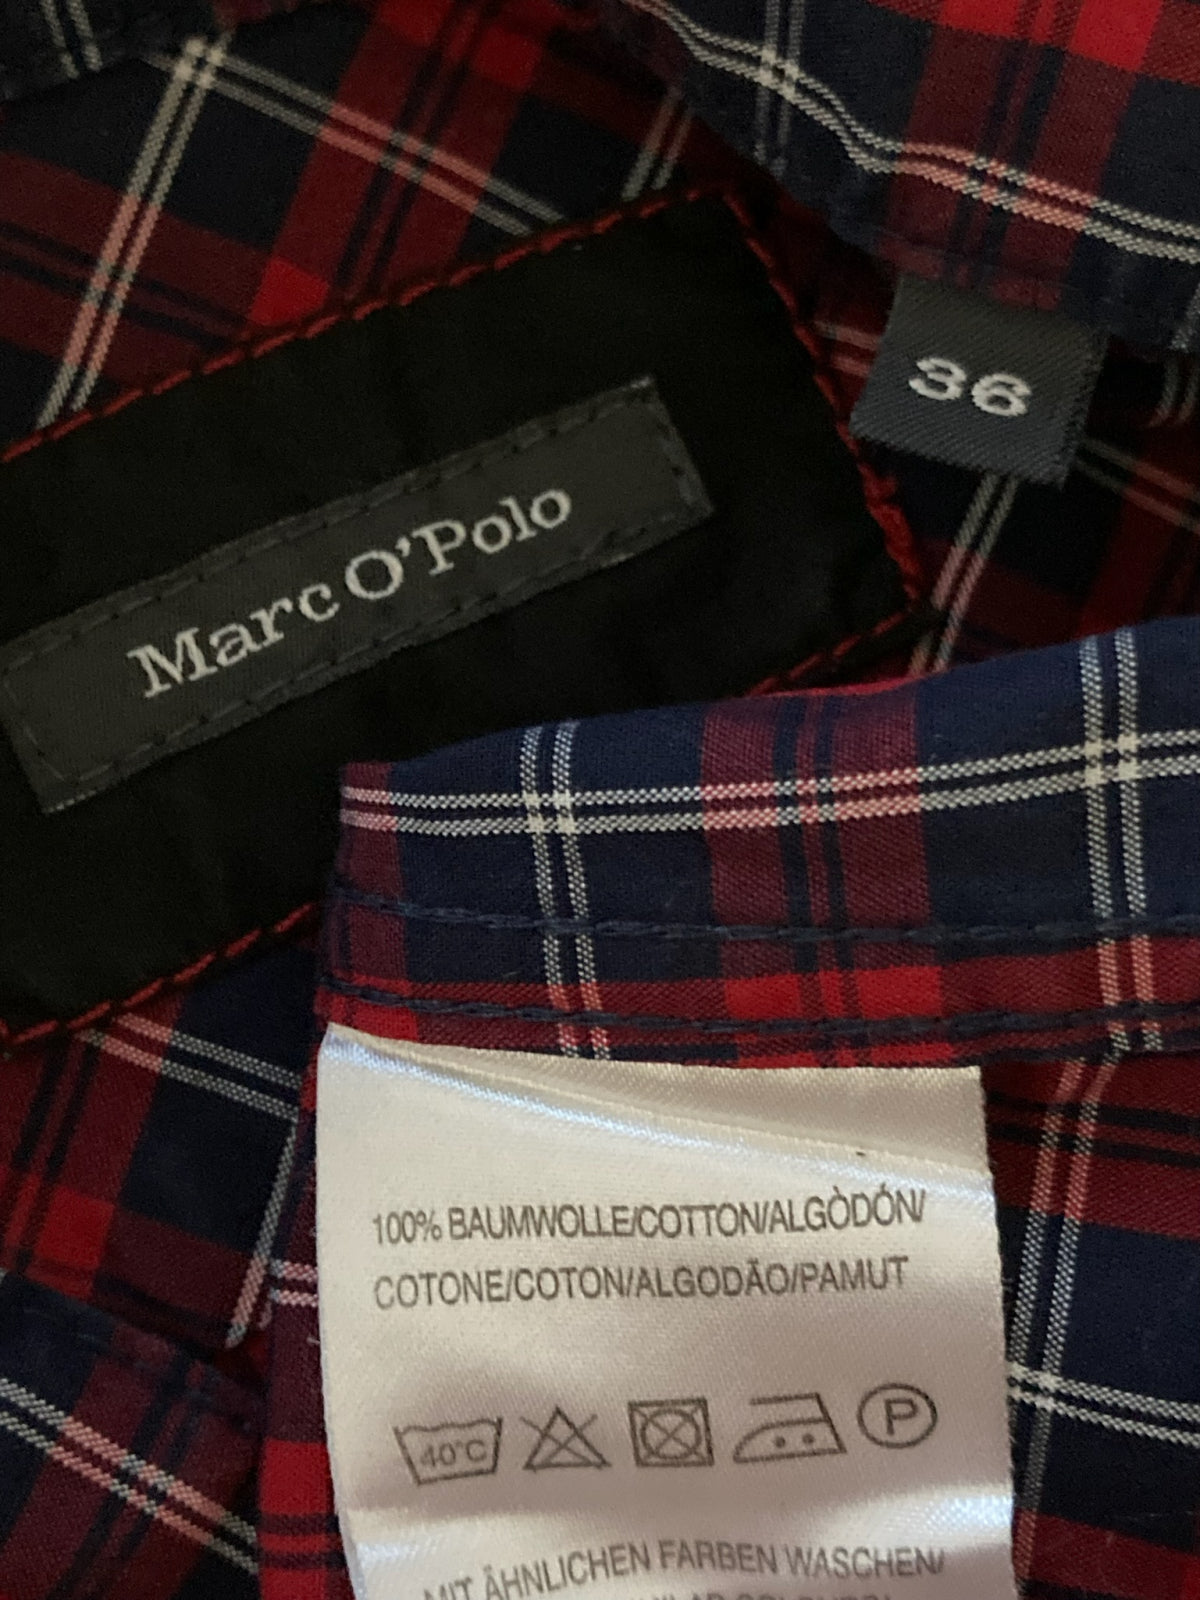 36
Marc O'Polo
100% BAUMWOLLE/COTTON/ALGÒDÓN/
COTONE/COTON/ALGODÃO/PAMUT
40°C
P
MIT ÄHNLICHEN FARBEN WASCHEN/